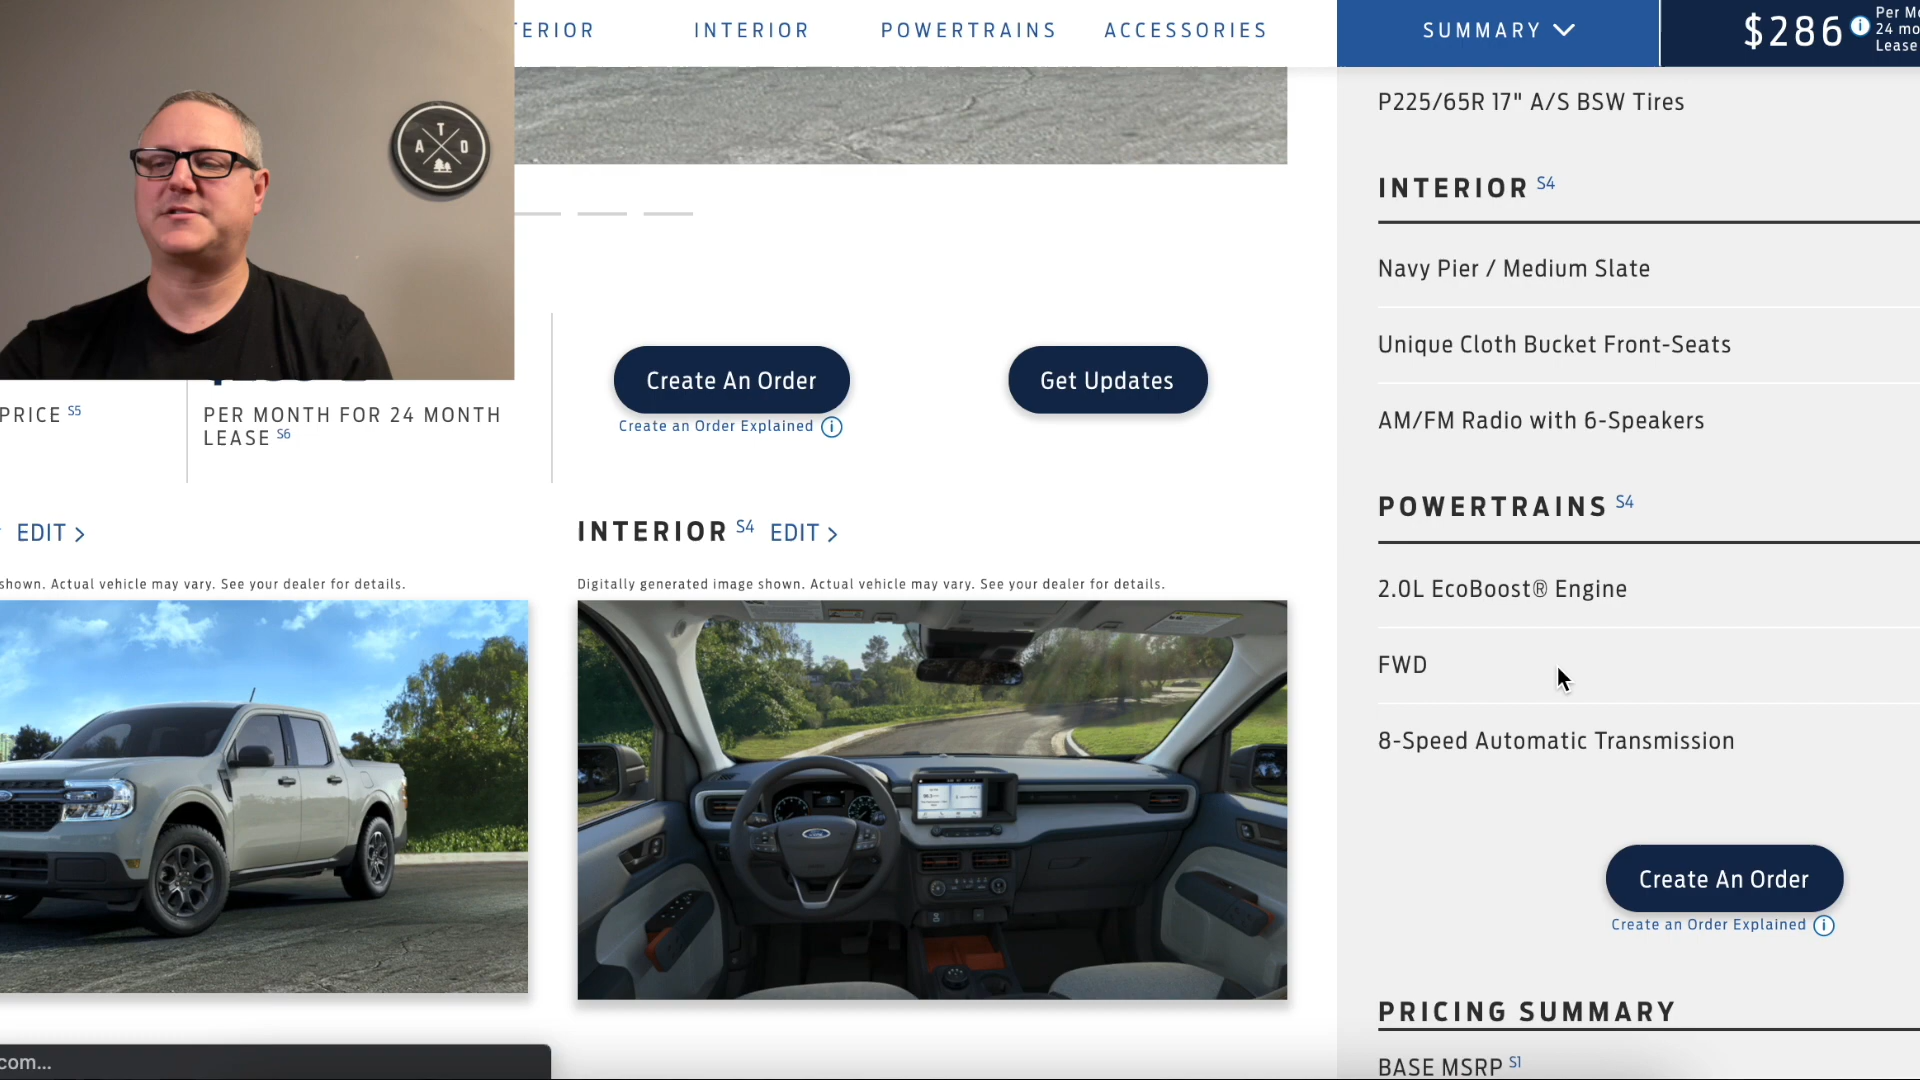 TERIOR
INTERIOR
POWERTRAINS
ACCESSORIES
SUMMARY
$286
Per
24 mo
Lease
T
A O
P225/65R 17" A/S BSW Tires
INTERIOR S4
Navy Pier / Medium Slate
Unique Cloth Bucket Front-Seats
AM/FM Radio with 6-Speakers
POWERTRAINS S4
2.0L EcoBoost® Engine
FWD
8-Speed Automatic Transmission
Create An Order
Create an Order Explained i
PRICING SUMMARY
BASE MSRP S1
PRICE S5
PER MONTH FOR 24 MONTH
LEASE S6
Create An Order
Create an Order Explained i
Get Updates
EDIT >
INTERIOR S4 EDIT >
shown. Actual vehicle may vary. See your dealer for details.
Digitally generated image shown. Actual vehicle may vary. See your dealer for details.
Ford
com...